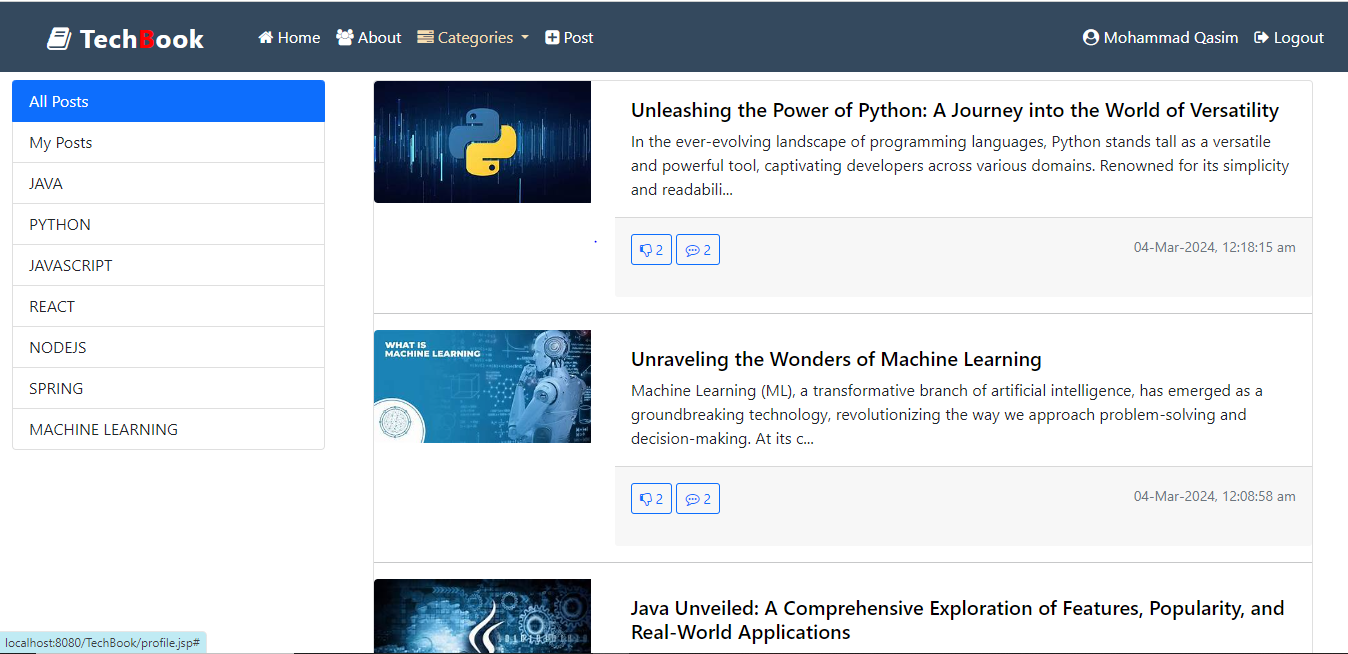 TechBook
Home About Categories Post
Mohammad Qasim Logout
All Posts
My Posts
JAVA
PYTHON
JAVASCRIPT
REACT
NODEJS
SPRING
MACHINE LEARNING
Unleashing the Power of Python: A Journey into the World of Versatility
In the ever-evolving landscape of programming languages, Python stands tall as a versatile
and powerful tool, captivating developers across various domains. Renowned for its simplicity
and readabili...
2 2
04-Mar-2024, 12:18:15 am
WHAT IS
MACHINE LEARNING
Unraveling the Wonders of Machine Learning
Machine Learning (ML), a transformative branch of artificial intelligence, has emerged as a
groundbreaking technology, revolutionizing the way we approach problem-solving and
decision-making. At its c...
2 2
04-Mar-2024, 12:08:58 am
Java Unveiled: A Comprehensive Exploration of Features, Popularity, and
Real-World Applications
localhost:8080/TechBook/profile.jsp#